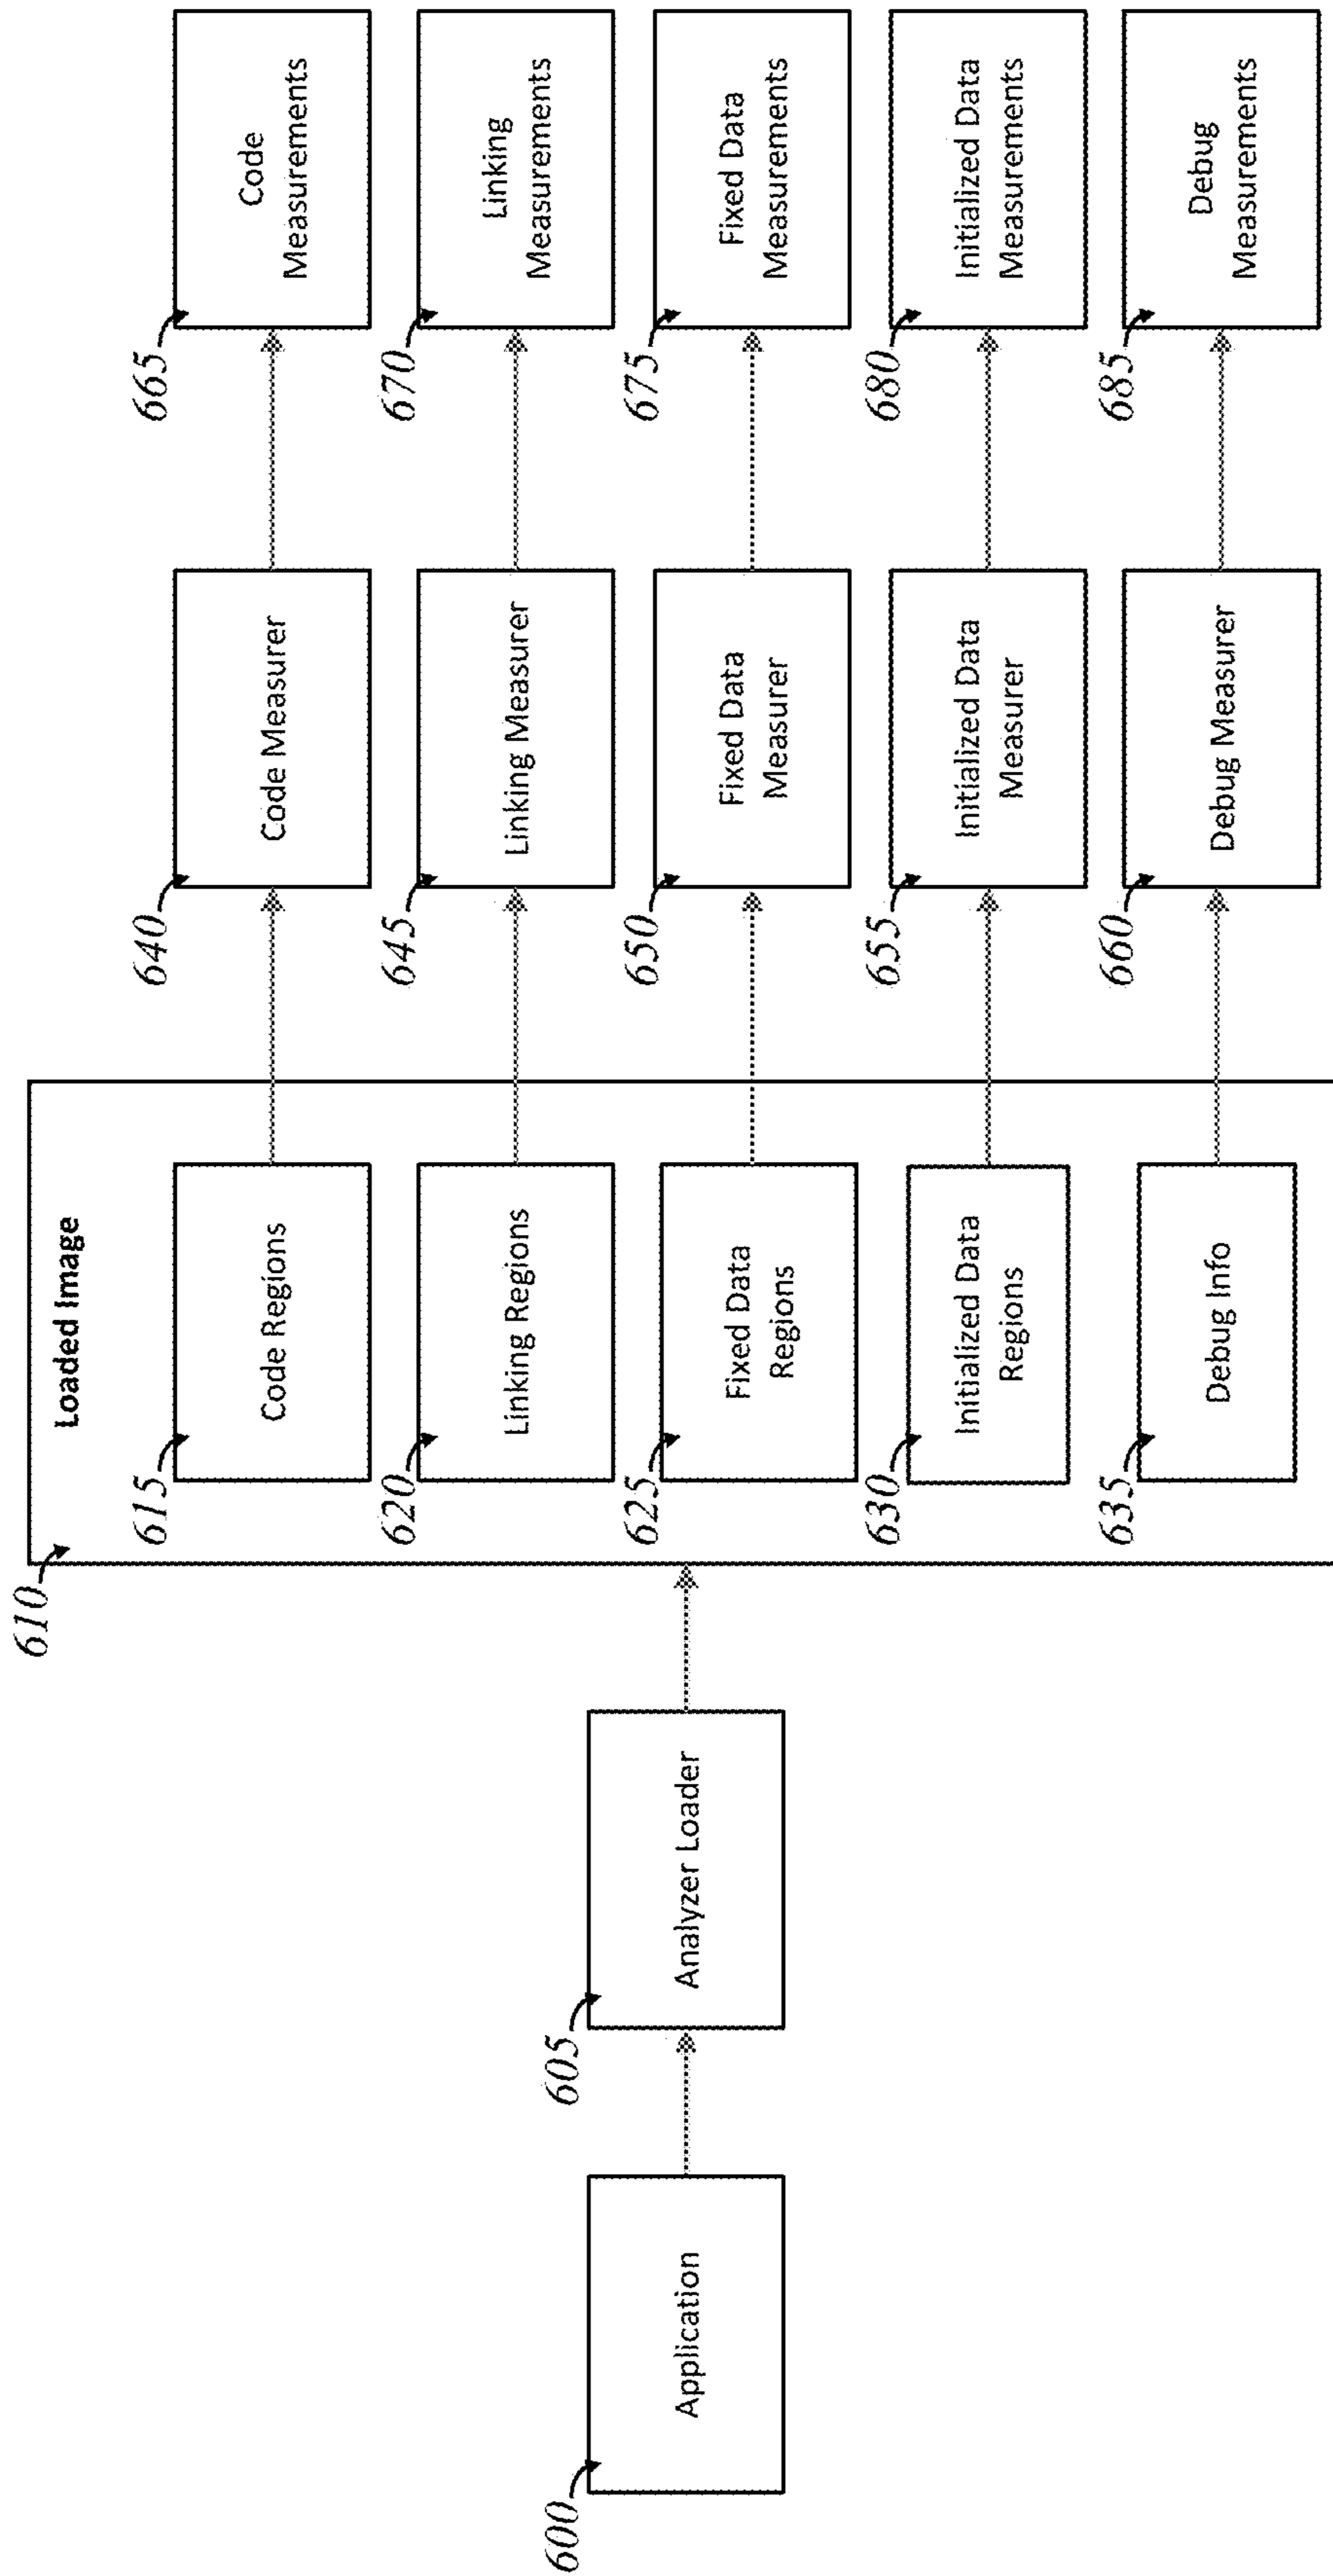 600
Application
605
Analyzer Loader
610
Loaded Image
615
Code Regions
620
Linking Regions
625
Fixed Data
Regions
630
Initialized Data
Regions
635
Debug Info
640
Code Measurer
645
Linking Measurer
650
Fixed Data
Measurer
655
Initialized Data
Measurer
660
Debug Measurer
665
Code
Measurements
670
Linking
Measurements
675
Fixed Data
Measurements
680
Initialized Data
Measurements
685
Debug
Measurements